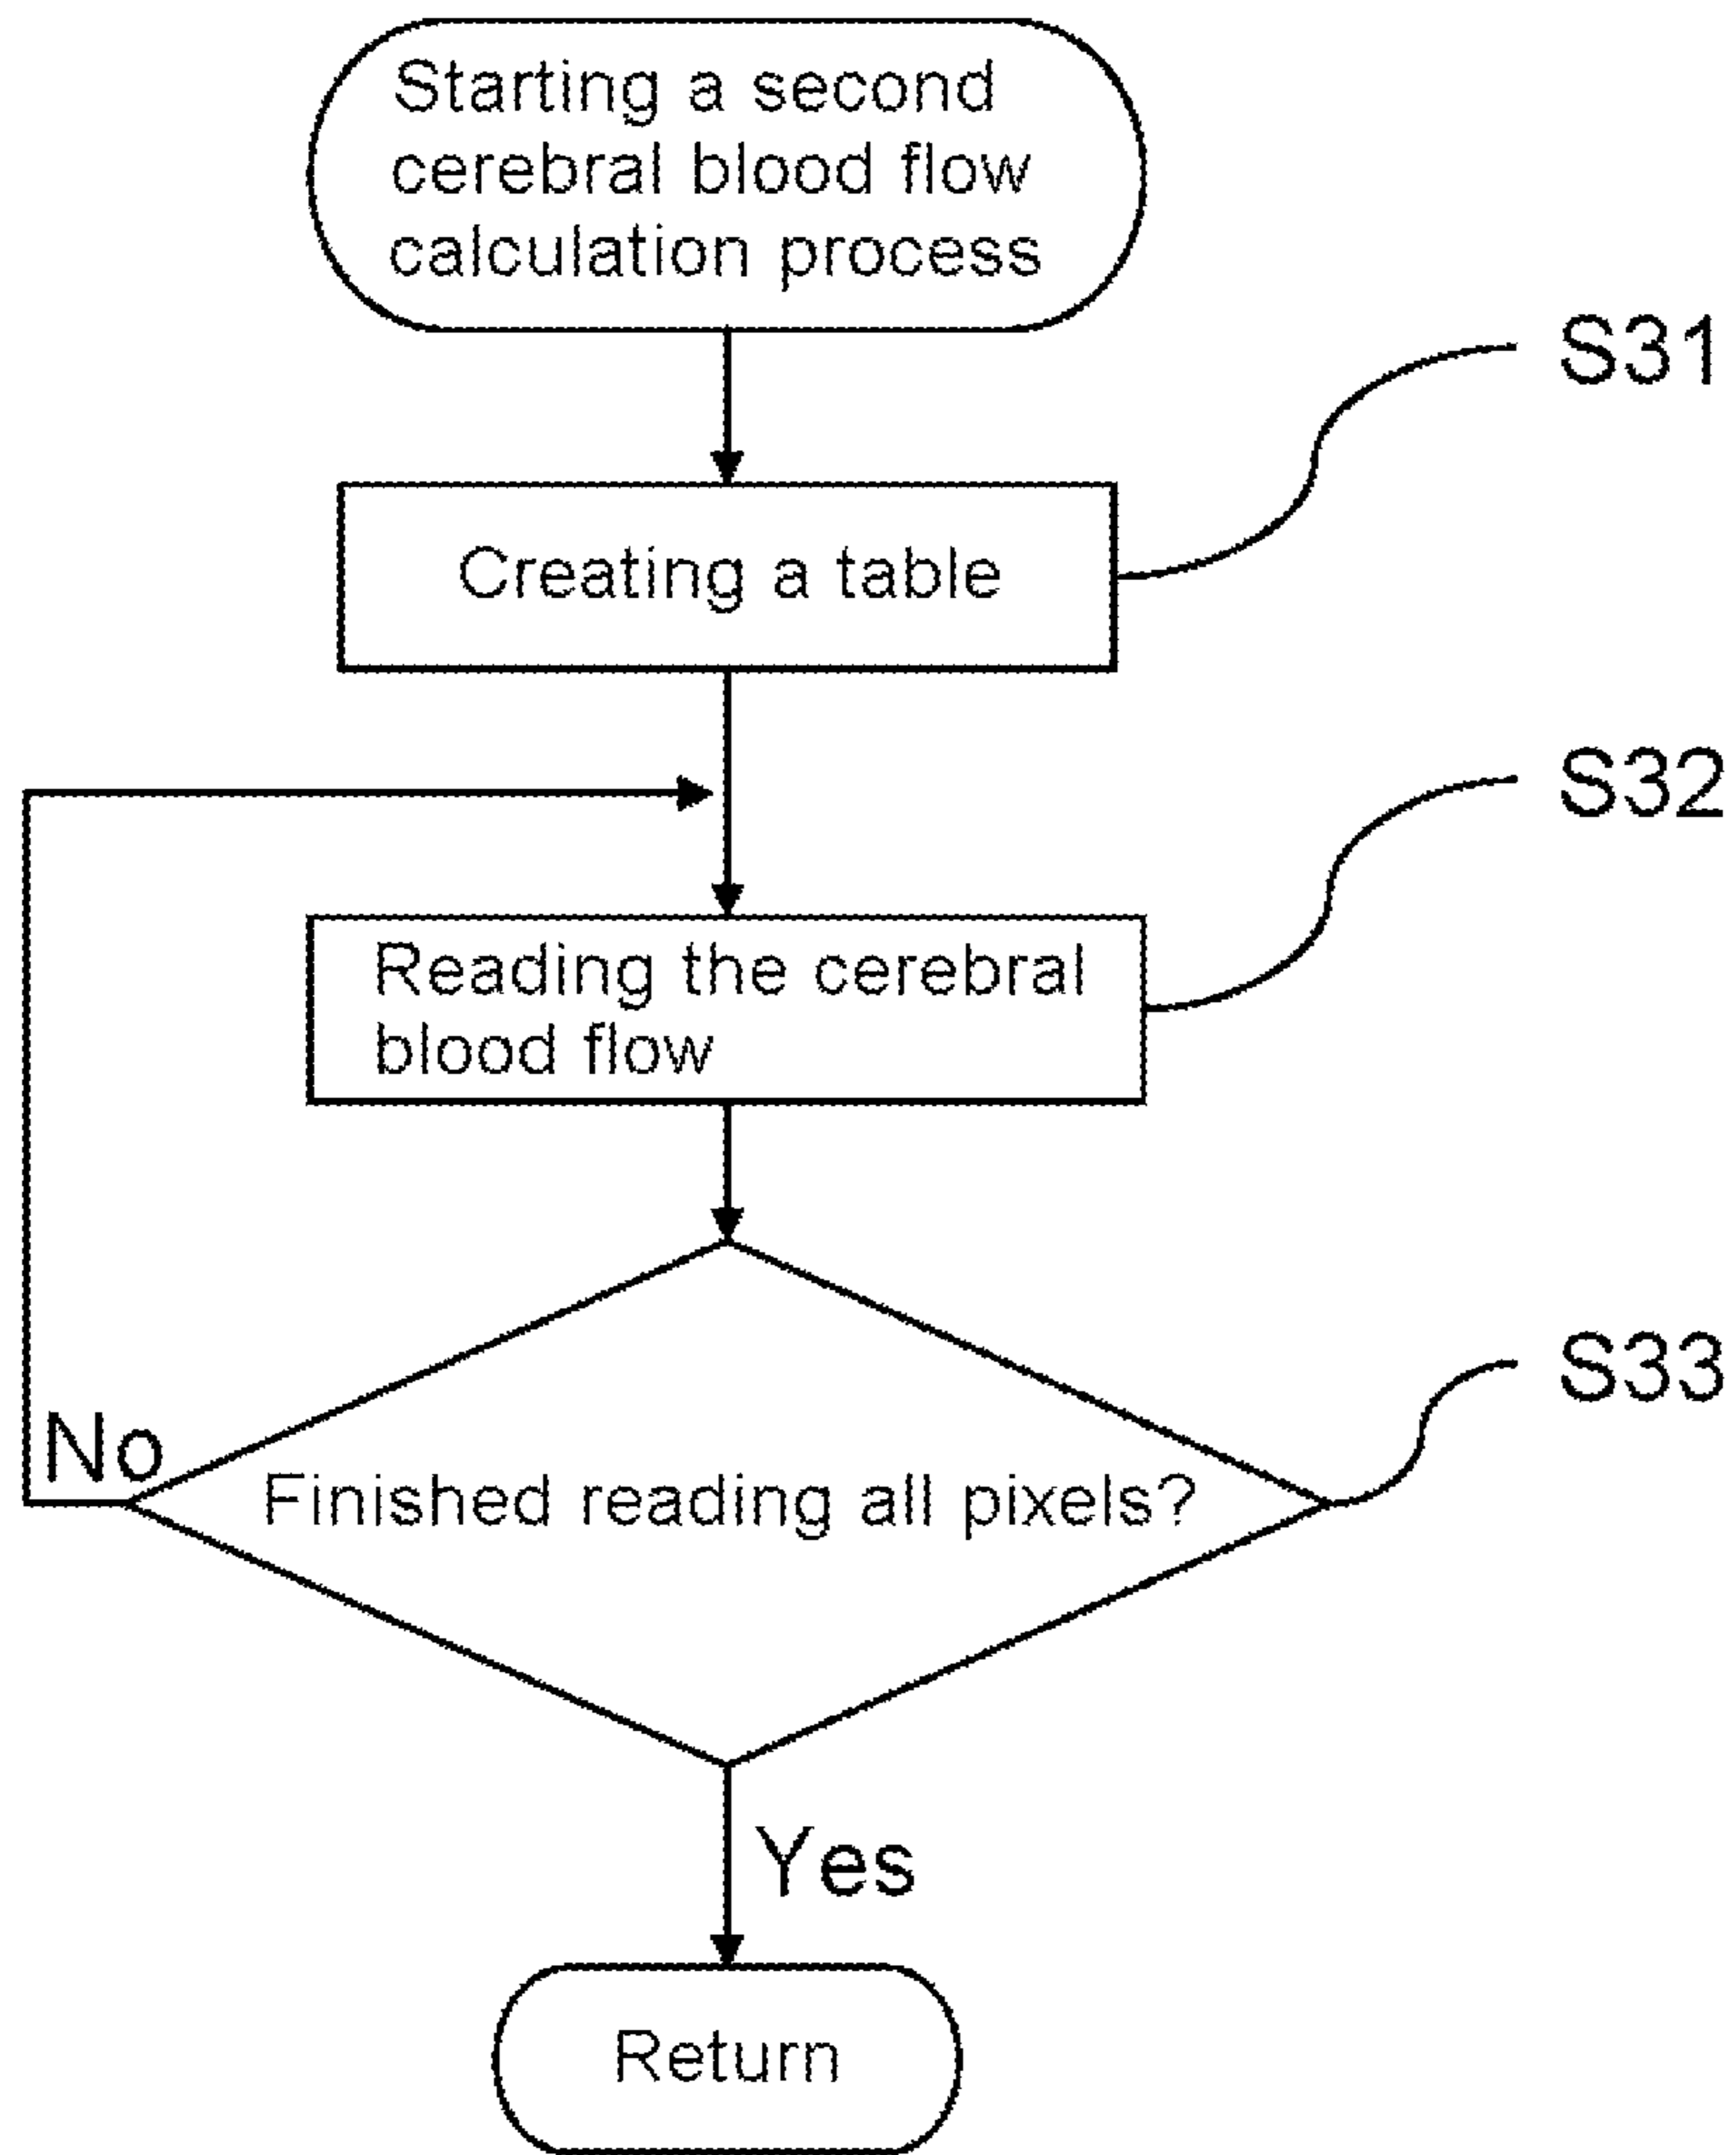 Starting a second
cerebral blood flow
calculation process
S31
Creating a table
S32
Reading the cerebral
blood flow
S33
No
Finished reading all pixels?
Yes
Return